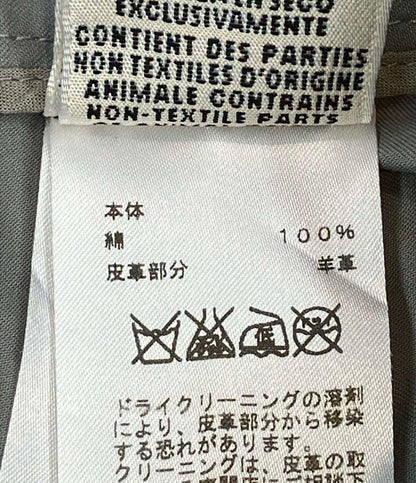 EXCLUSIVAMENTE
CONTIENT DES PARTIES
NON TEXTILES D'ORIGINE
ANIMALE CONTRAINS
NON-TEXTILE PARTS
本体
綿 100%
皮革部分 羊革
低
ドライクリーニングの溶剤
により、皮革部分から移染
する恐れがあります。
クリーニングは、皮革の取